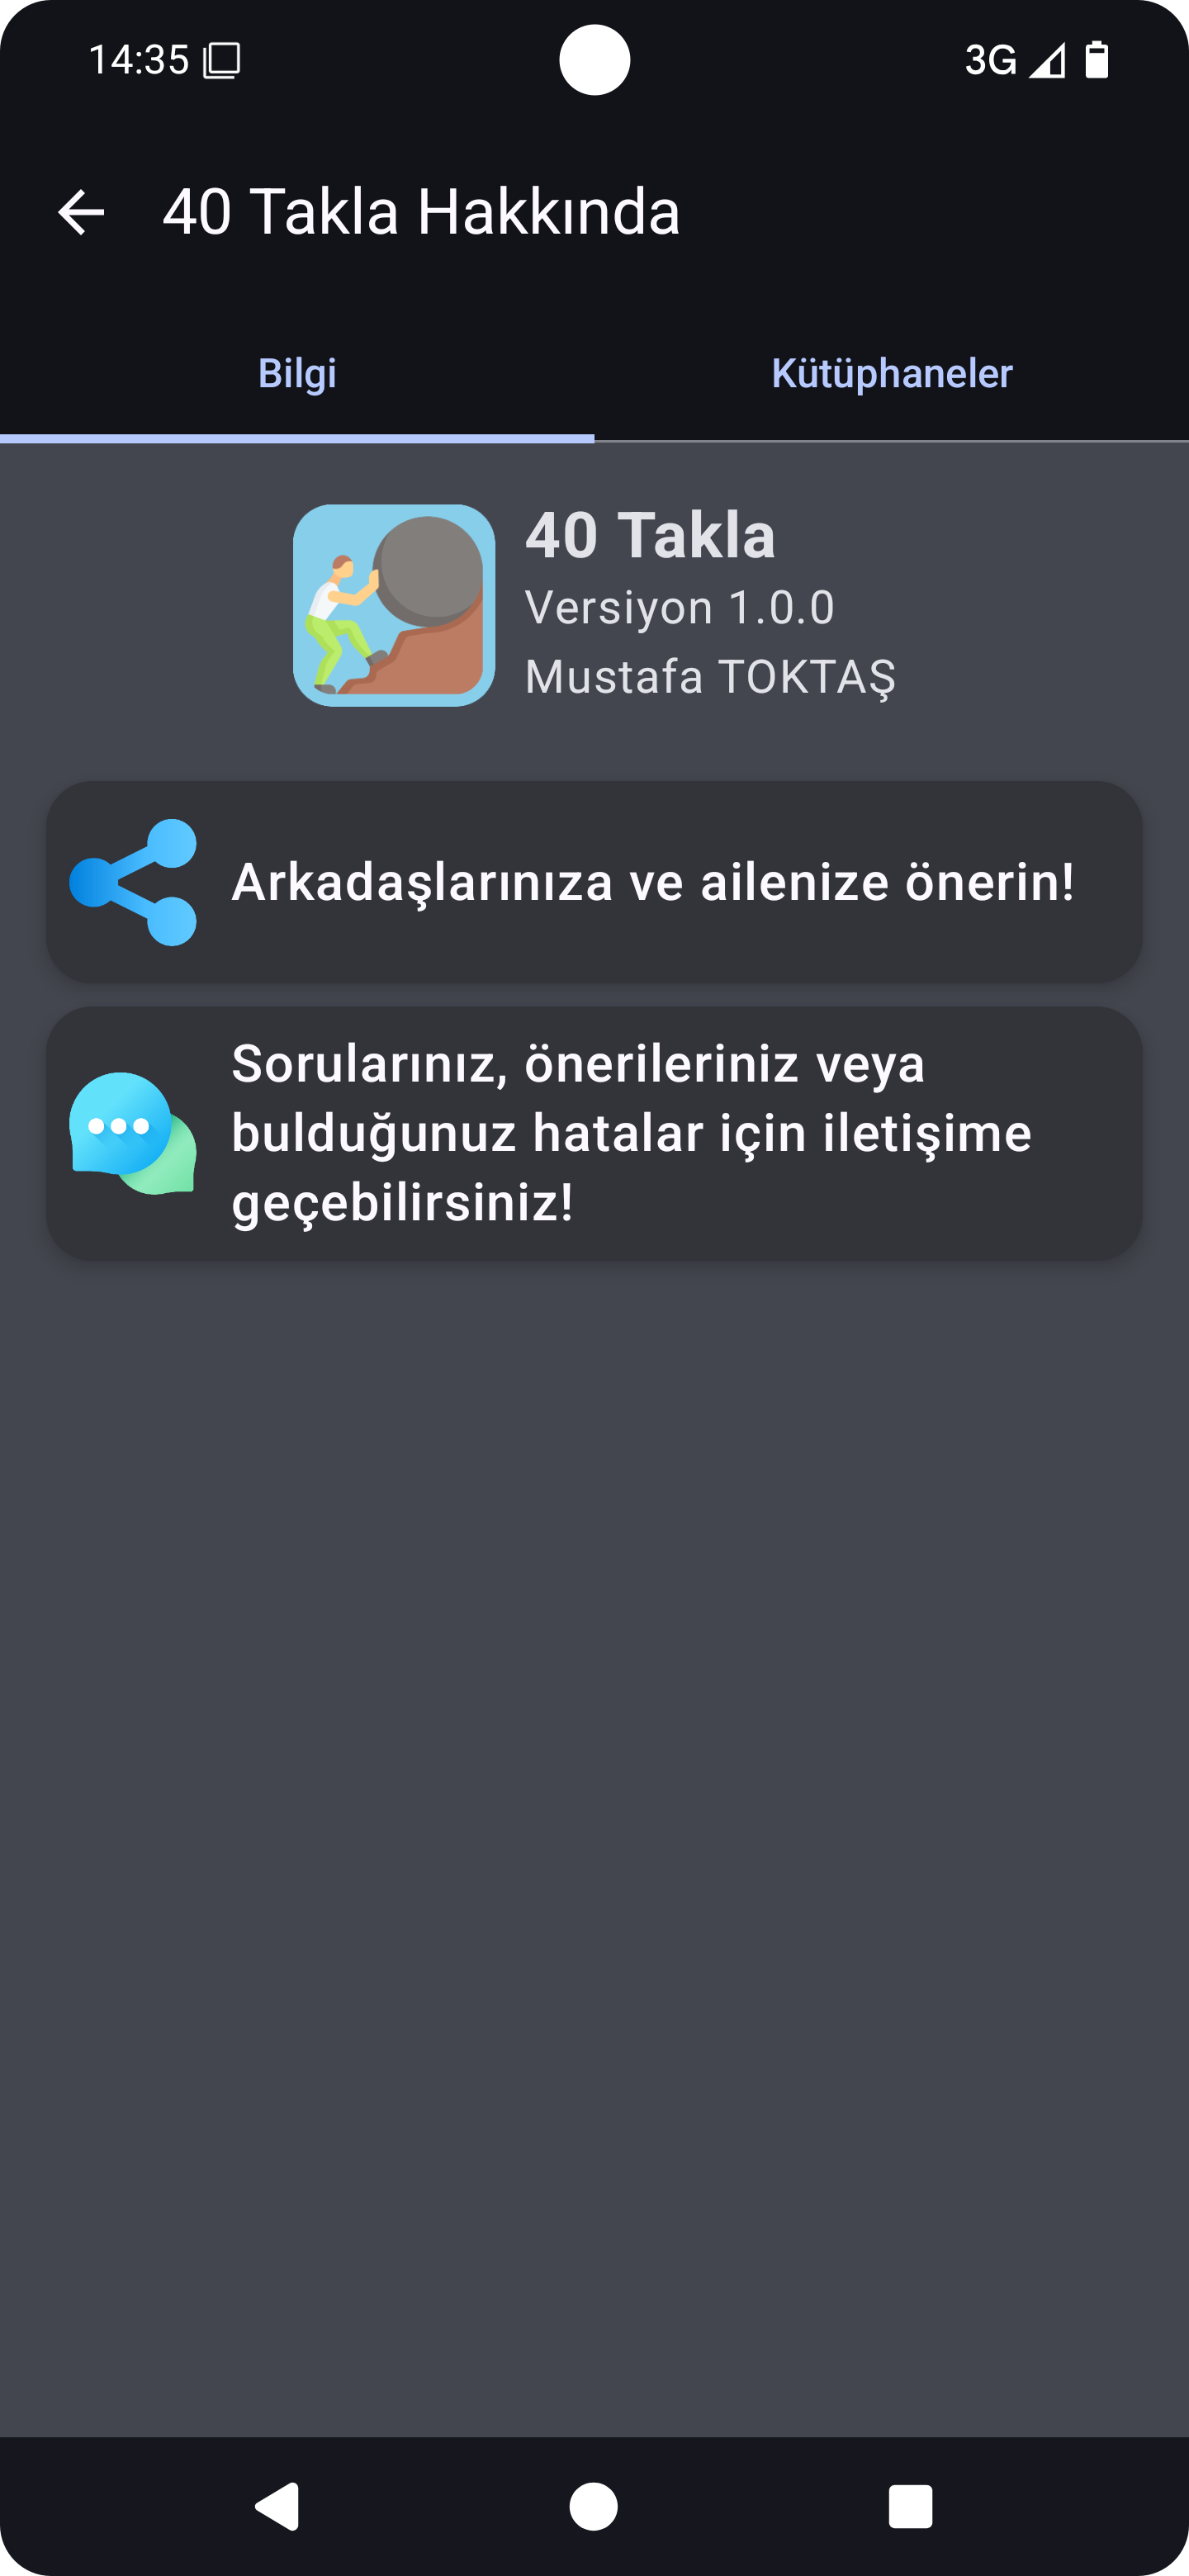 14:35
3G
40 Takla Hakkında
Bilgi
Kütüphaneler
40 Takla
Versiyon 1.0.0
Mustafa TOKTAŞ
Arkadaşlarınıza ve ailenize önerin!
Sorularınız, önerileriniz veya
bulduğunuz hatalar için iletişime
geçebilirsiniz!